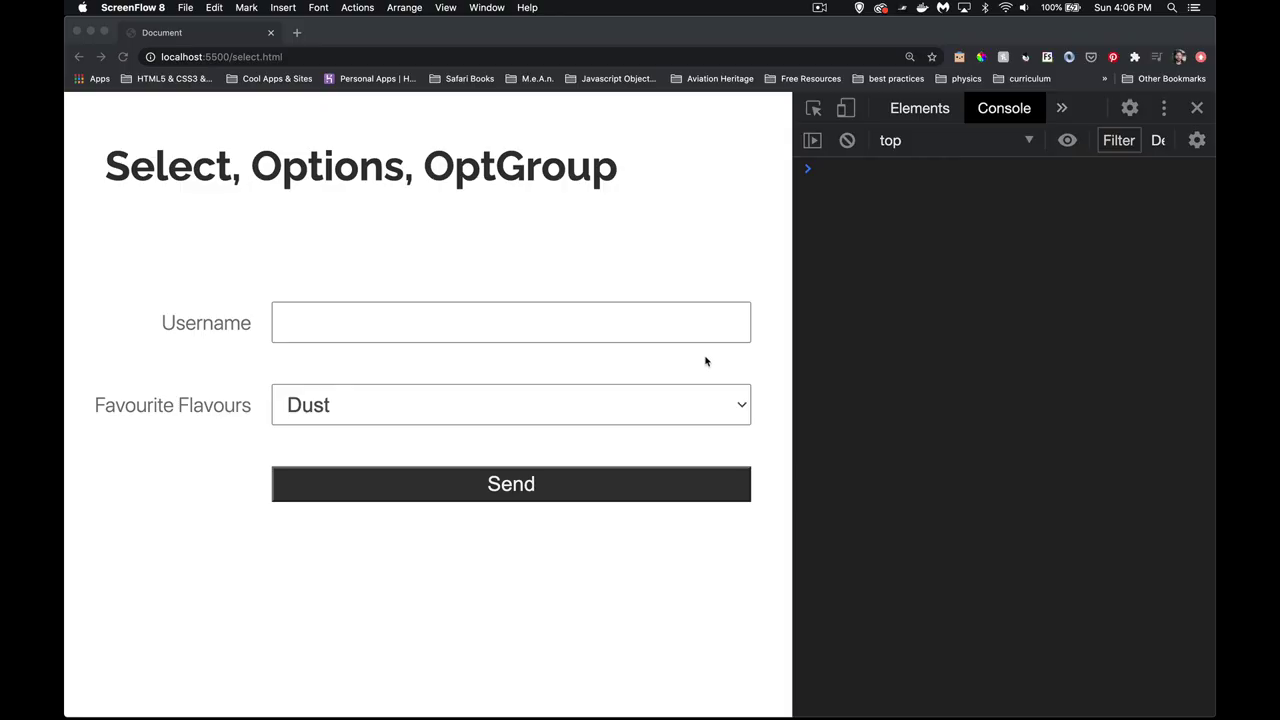 ScreenFlow 8 File Edit Mark Insert Font Actions Arrange View Window Help 100% Sun 4:06 PM
Document
localhost:5500/select.html
Apps HTML5 & CSS3 &... Cool Apps & Sites Personal Apps | H... Safari Books M.e.A.n. Javascript Object... Aviation Heritage Free Resources best practices physics curriculum » Other Bookmarks
Elements Console »
top Filter De
Select, Options, OptGroup
Username
Favourite Flavours Dust
Send